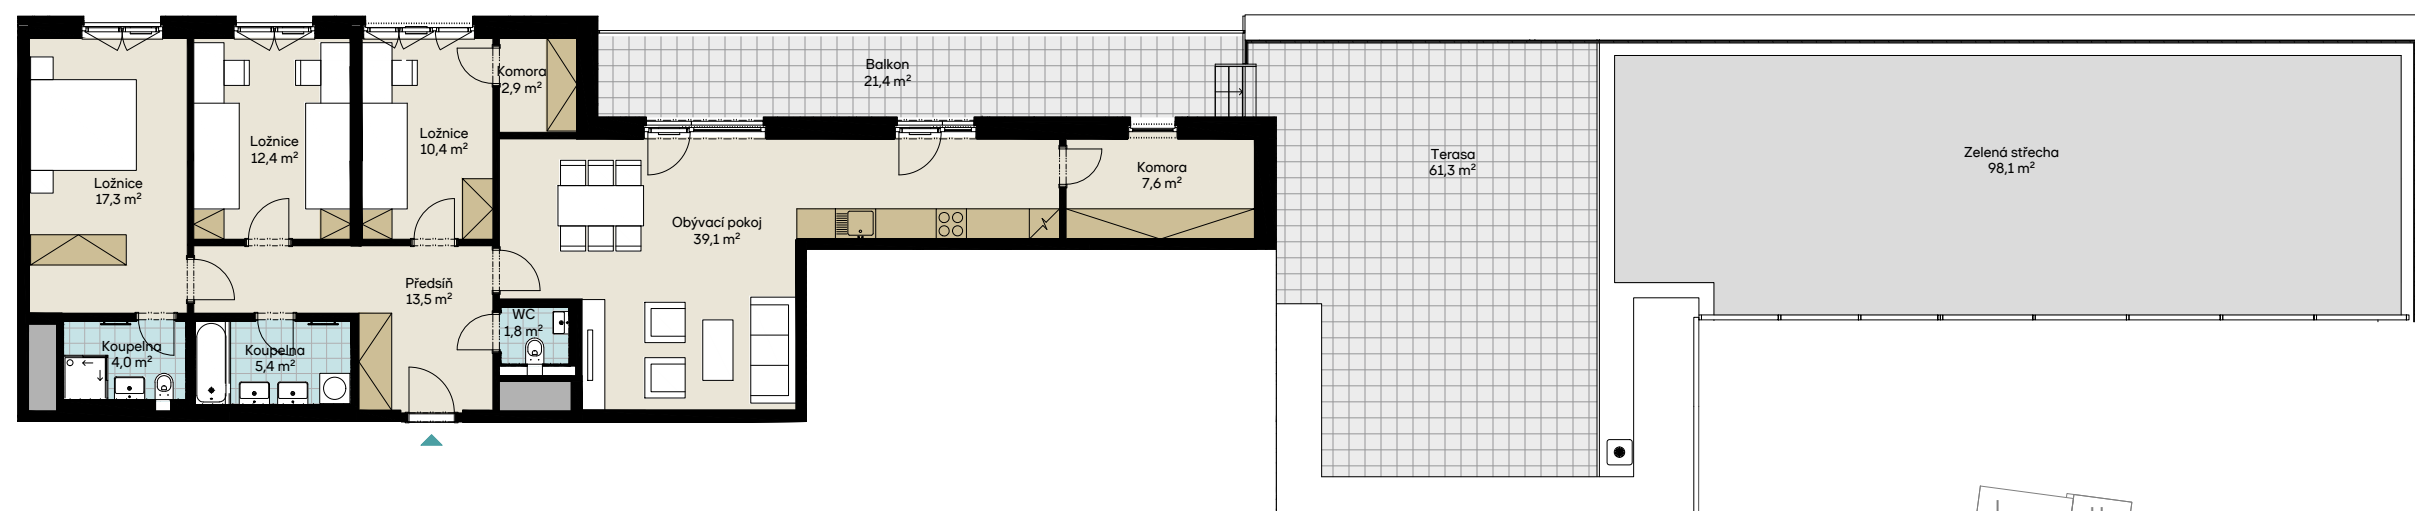 Komora
2,9 m²
Balkon
21,4 m²
Ložnice
10,4 m²
Ložnice
12,4 m²
Ložnice
17,3 m²
Terasa
61,3 m²
Zelená střecha
98,1 m²
Komora
7,6 m²
Obývací pokoj
39,1 m²
Předsíň
13,5 m²
WC
1,8 m²
Koupelna
4,0 m²
Koupelna
5,4 m²